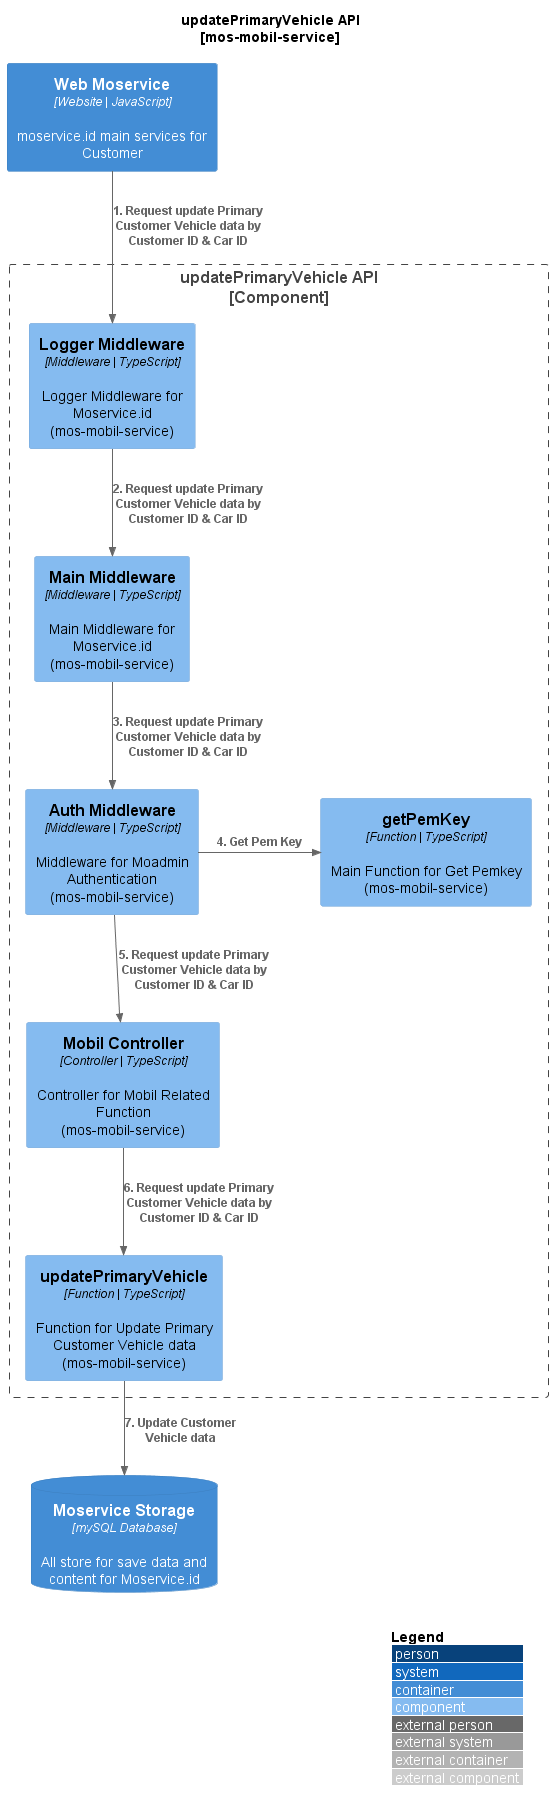 updatePrimaryVehicle API
[mos-mobil-service]
Web Moservice
[Website | JavaScript]
moservice.id main services for
Customer
1. Request update Primary
Customer Vehicle data by
Customer ID & Car ID
updatePrimaryVehicle API
[Component]
Logger Middleware
[Middleware | TypeScript]
Logger Middleware for
Moservice.id
(mos-mobil-service)
2. Request update Primary
Customer Vehicle data by
Customer ID & Car ID
Main Middleware
[Middleware | TypeScript]
Main Middleware for
Moservice.id
(mos-mobil-service)
3. Request update Primary
Customer Vehicle data by
Customer ID & Car ID
Auth Middleware
[Middleware | TypeScript]
Middleware for Moadmin
Authentication
(mos-mobil-service)
4. Get Pem Key
getPemKey
[Function | TypeScript]
Main Function for Get Pemkey
(mos-mobil-service)
5. Request update Primary
Customer Vehicle data by
Customer ID & Car ID
Mobil Controller
[Controller | TypeScript]
Controller for Mobil Related
Function
(mos-mobil-service)
6. Request update Primary
Customer Vehicle data by
Customer ID & Car ID
updatePrimaryVehicle
[Function | TypeScript]
Function for Update Primary
Customer Vehicle data
(mos-mobil-service)
7. Update Customer
Vehicle data
Moservice Storage
[mySQL Database]
All store for save data and
content for Moservice.id
Legend
person
system
container
component
external person
external system
external container
external component